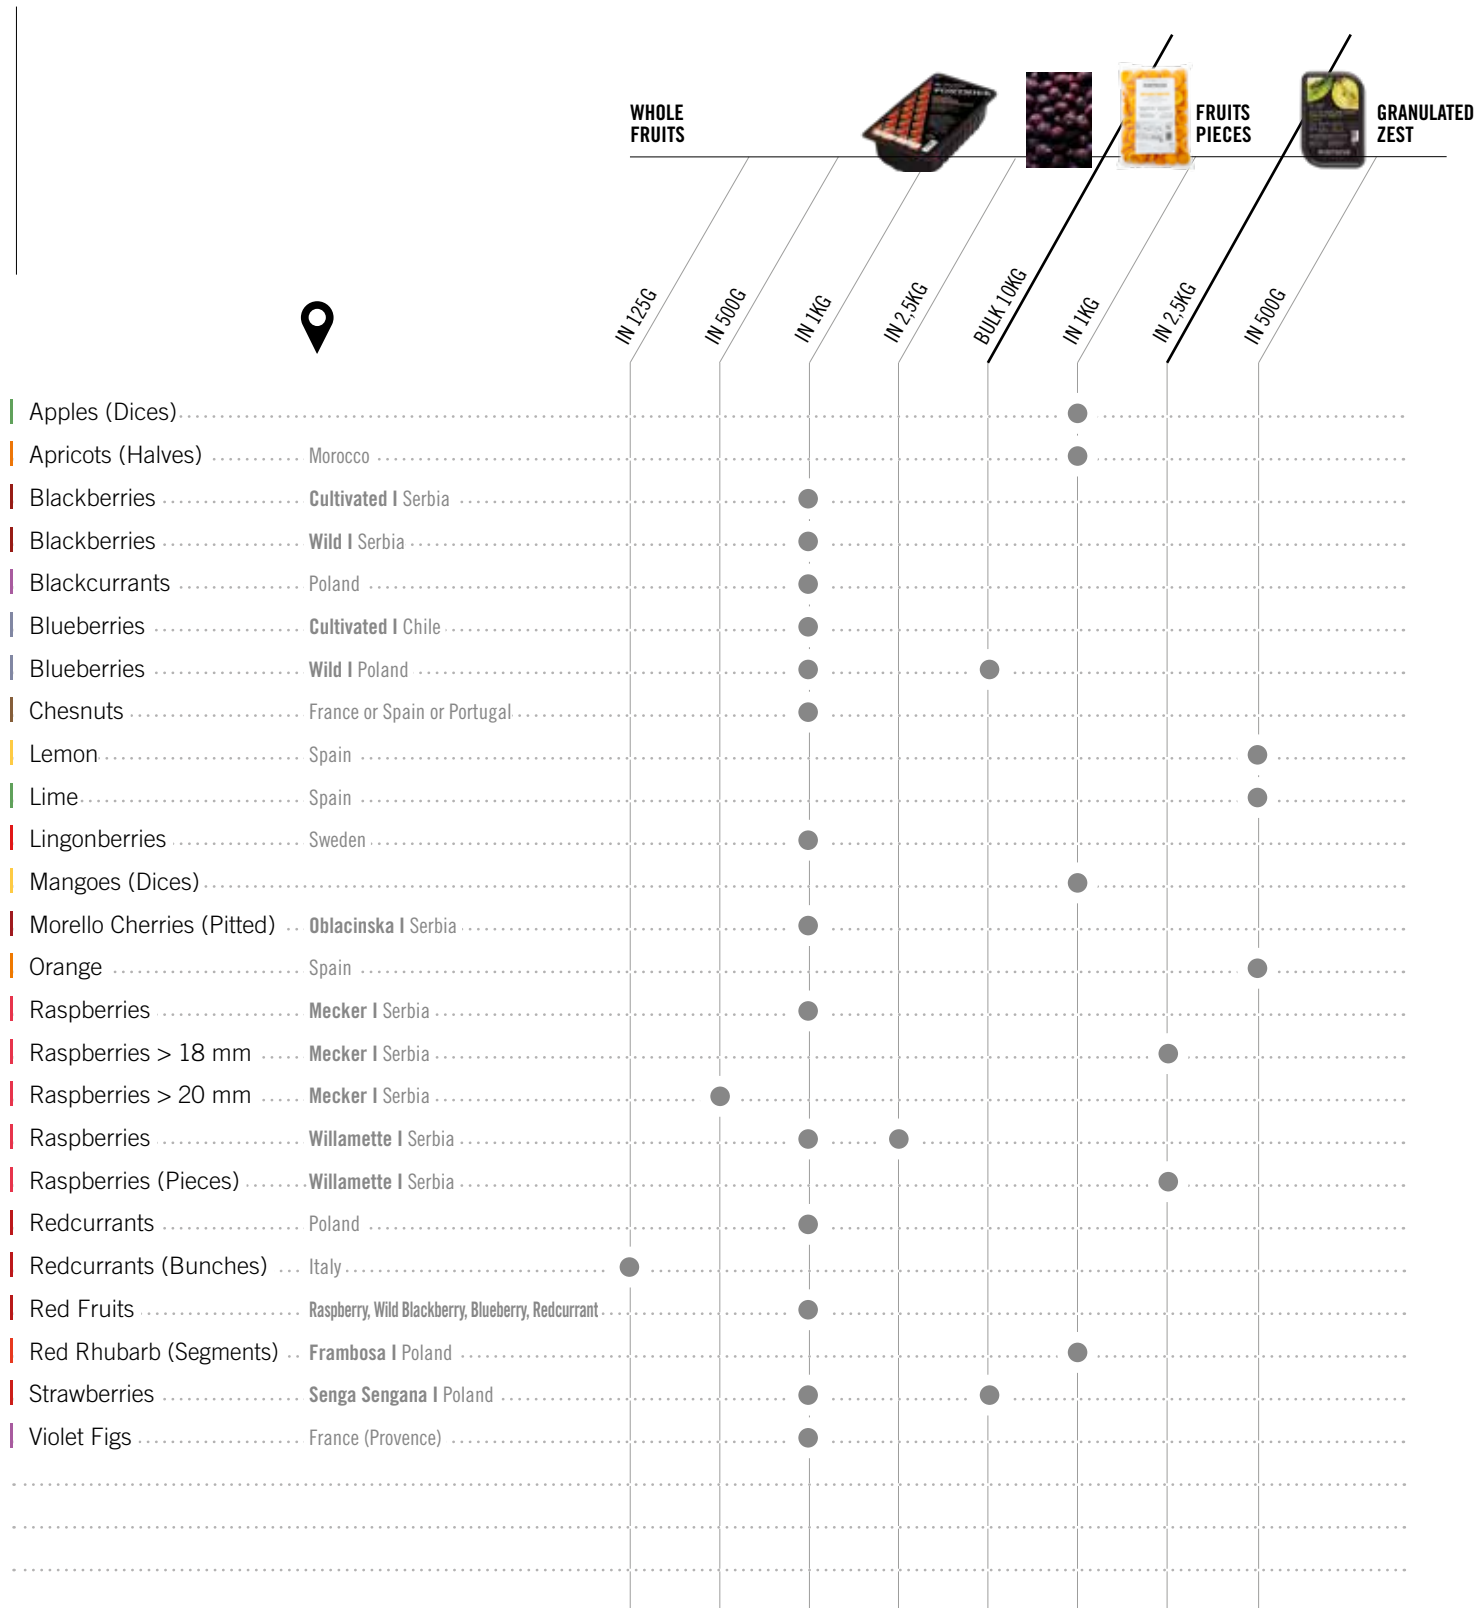 WHOLE
FRUITS
FRUITS
PIECES
GRANULATED
ZEST
IN 125G
IN 500G
IN 1KG
IN 2,5KG
BULK 10KG
IN 1KG
IN 2,5KG
IN 500G
Apples (Dices)
Apricots (Halves) Morocco
Blackberries Cultivated I Serbia
Blackberries Wild I Serbia
Blackcurrants Poland
Blueberries Cultivated I Chile
Blueberries Wild I Poland
Chesnuts France or Spain or Portugal
Lemon Spain
Lime Spain
Lingonberries Sweden
Mangoes (Dices)
Morello Cherries (Pitted) Oblacinska I Serbia
Orange Spain
Raspberries Mecker I Serbia
Raspberries > 18 mm Mecker I Serbia
Raspberries > 20 mm Mecker I Serbia
Raspberries Willamette I Serbia
Raspberries (Pieces) Willamette I Serbia
Redcurrants Poland
Redcurrants (Bunches) Italy
Red Fruits Raspberry, Wild Blackberry, Blueberry, Redcurrant
Red Rhubarb (Segments) Frambosa I Poland
Strawberries Senga Sengana I Poland
Violet Figs France (Provence)